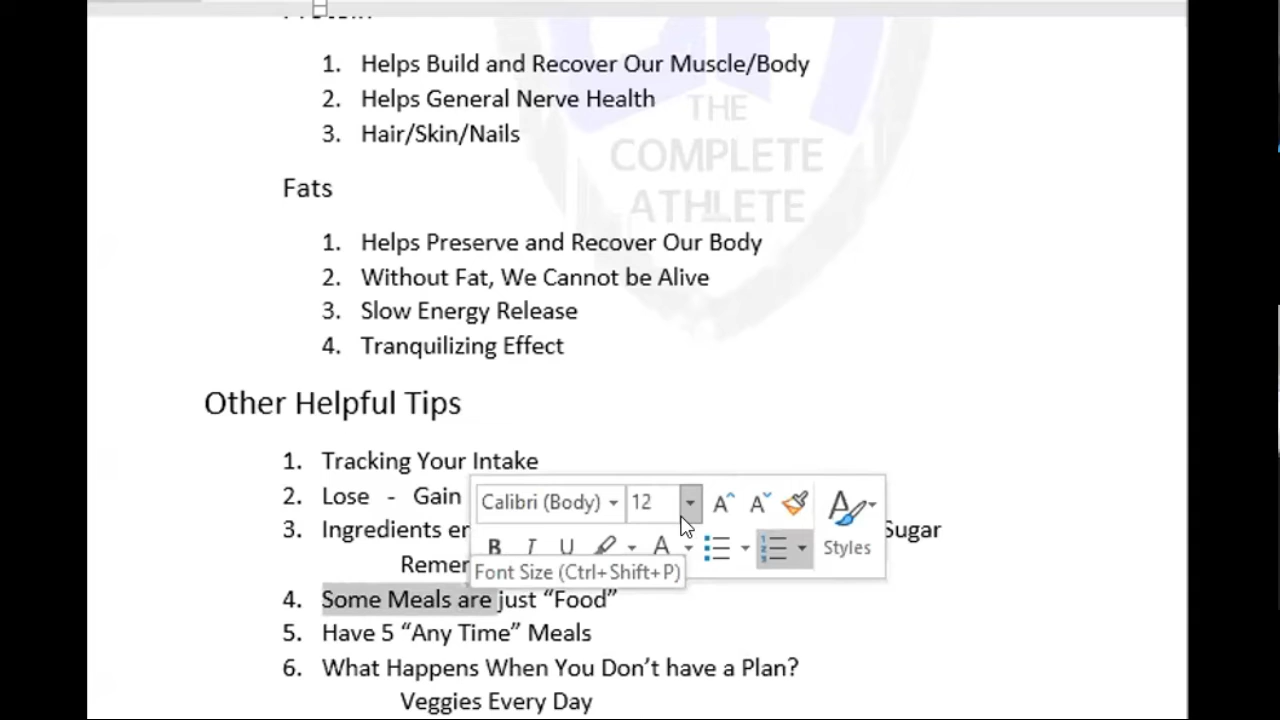 THE
COMPLETE
ATHLETE
1. Helps Build and Recover Our Muscle/Body
2. Helps General Nerve Health
3. Hair/Skin/Nails
Fats
1. Helps Preserve and Recover Our Body
2. Without Fat, We Cannot be Alive
3. Slow Energy Release
4. Tranquilizing Effect
Other Helpful Tips
1. Tracking Your Intake
2. Lose - Gain
Calibri (Body) 12
3. Ingredients Sugar
B I U A Styles
Font Size (Ctrl+Shift+P)
4. Some Meals are just “Food”
5. Have 5 “Any Time” Meals
6. What Happens When You Don’t have a Plan?
Veggies Every Day